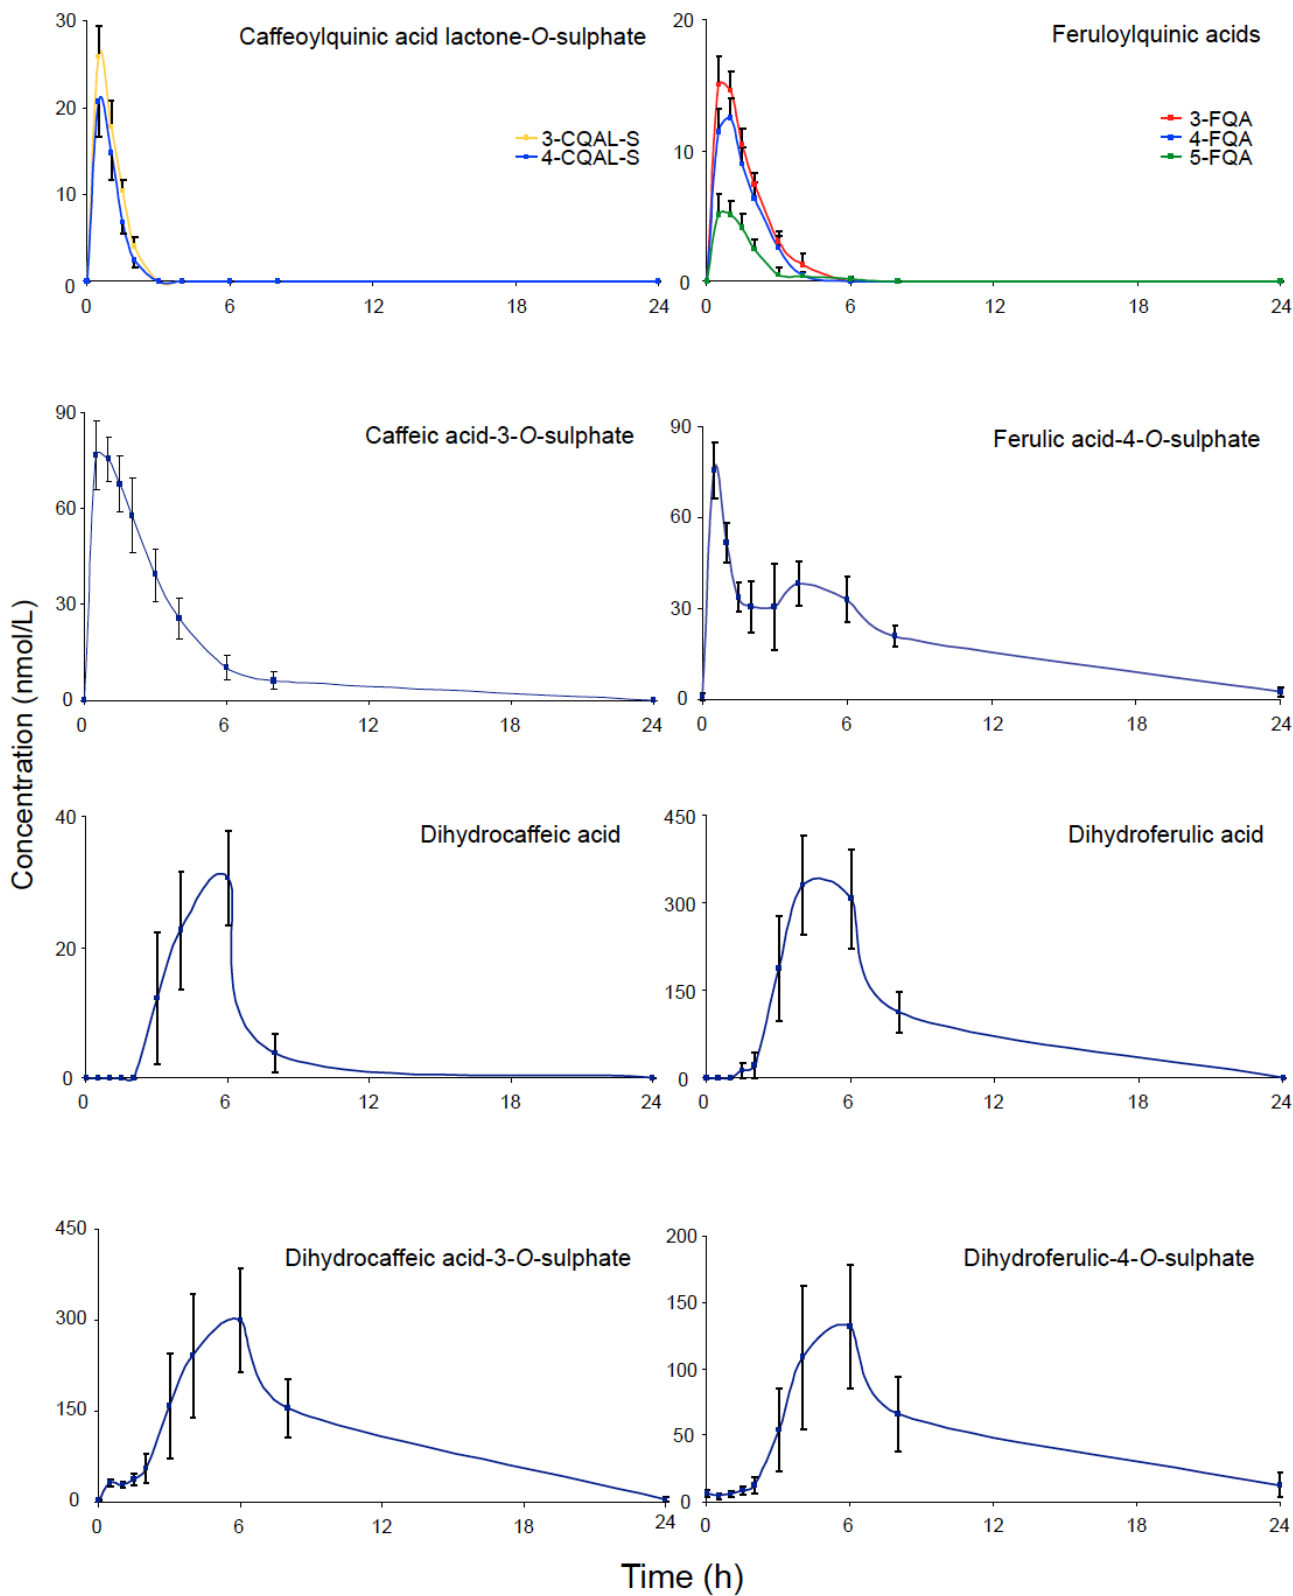 Concentration (nmol/L)
Caffeoylquinic acid lactone-O-sulphate
30
20
10
0
3-CQAL-S
4-CQAL-S
0 6 12 18 24
Feruloylquinic acids
20
10
0
3-FQA
4-FQA
5-FQA
0 6 12 18 24
Caffeic acid-3-O-sulphate
90
60
30
0
0 6 12 18 24
Ferulic acid-4-O-sulphate
90
60
30
0
0 6 12 18 24
Dihydrocaffeic acid
40
20
0
0 6 12 18 24
Dihydroferulic acid
450
300
150
0
0 6 12 18 24
Dihydrocaffeic acid-3-O-sulphate
450
300
150
0
0 6 12 18 24
Dihydroferulic-4-O-sulphate
200
150
100
50
0
0 6 12 18 24
Time (h)